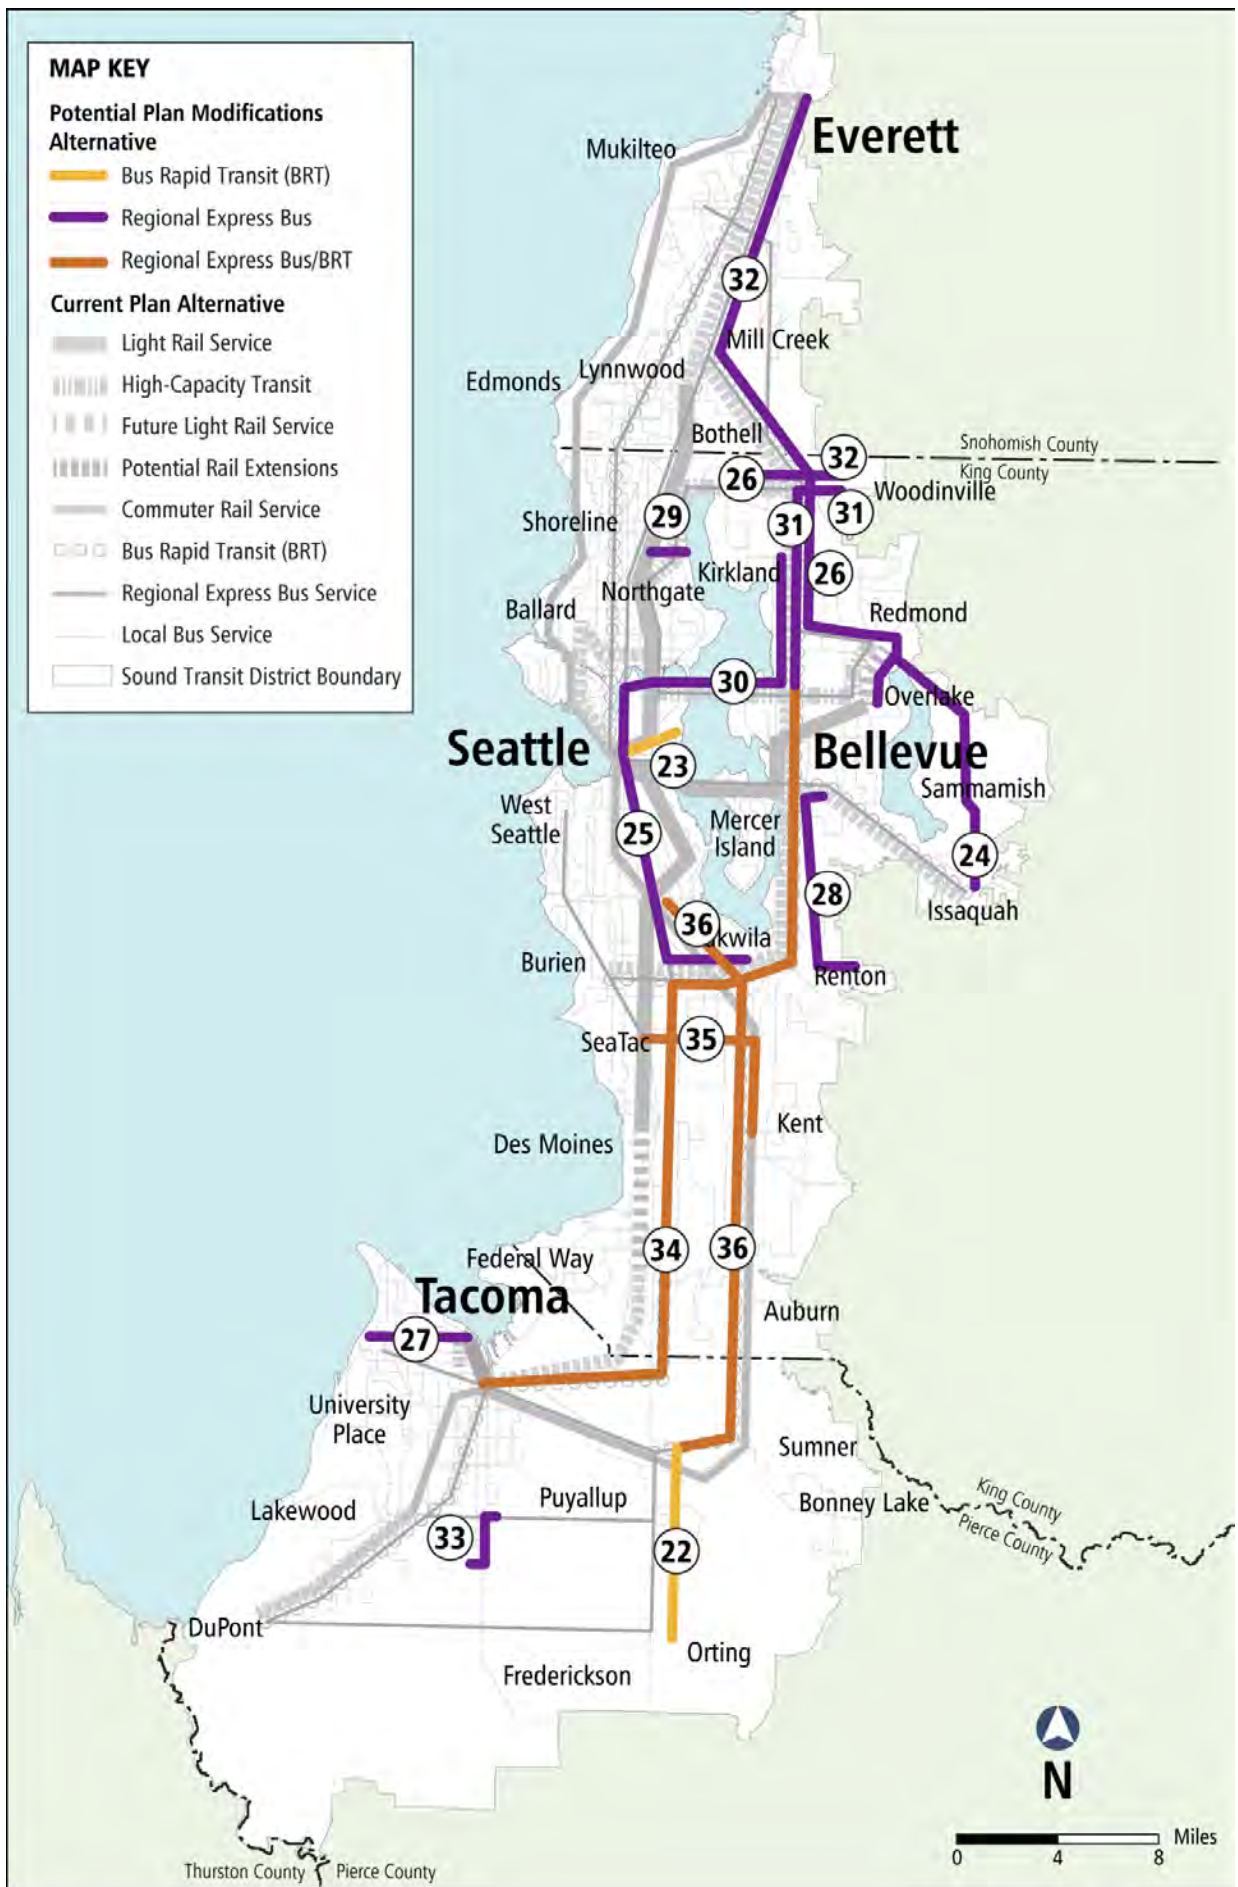 MAP KEY
Potential Plan Modifications
Alternative
Bus Rapid Transit (BRT)
Regional Express Bus
Regional Express Bus/BRT
Current Plan Alternative
Light Rail Service
High-Capacity Transit
Future Light Rail Service
Potential Rail Extensions
Commuter Rail Service
Bus Rapid Transit (BRT)
Regional Express Bus Service
Local Bus Service
Sound Transit District Boundary
Everett
Mukilteo
32
Mill Creek
Lynnwood
Edmonds
Bothell
Snohomish County
King County
32
26
Woodinville
29
31
31
Shoreline
Kirkland
26
Northgate
Ballard
Redmond
30
Overlake
Seattle
Bellevue
23
Sammamish
West
Seattle
25
Mercer
Island
24
28
Issaquah
36
kwila
Burien
Renton
SeaTac
35
Kent
Des Moines
34
36
Federal Way
Tacoma
Auburn
27
University
Place
Sumner
Puyallup
Bonney Lake
King County
Pierce County
Lakewood
33
22
DuPont
Orting
Frederickson
N
Miles
0
4
8
Thurston County
Pierce County